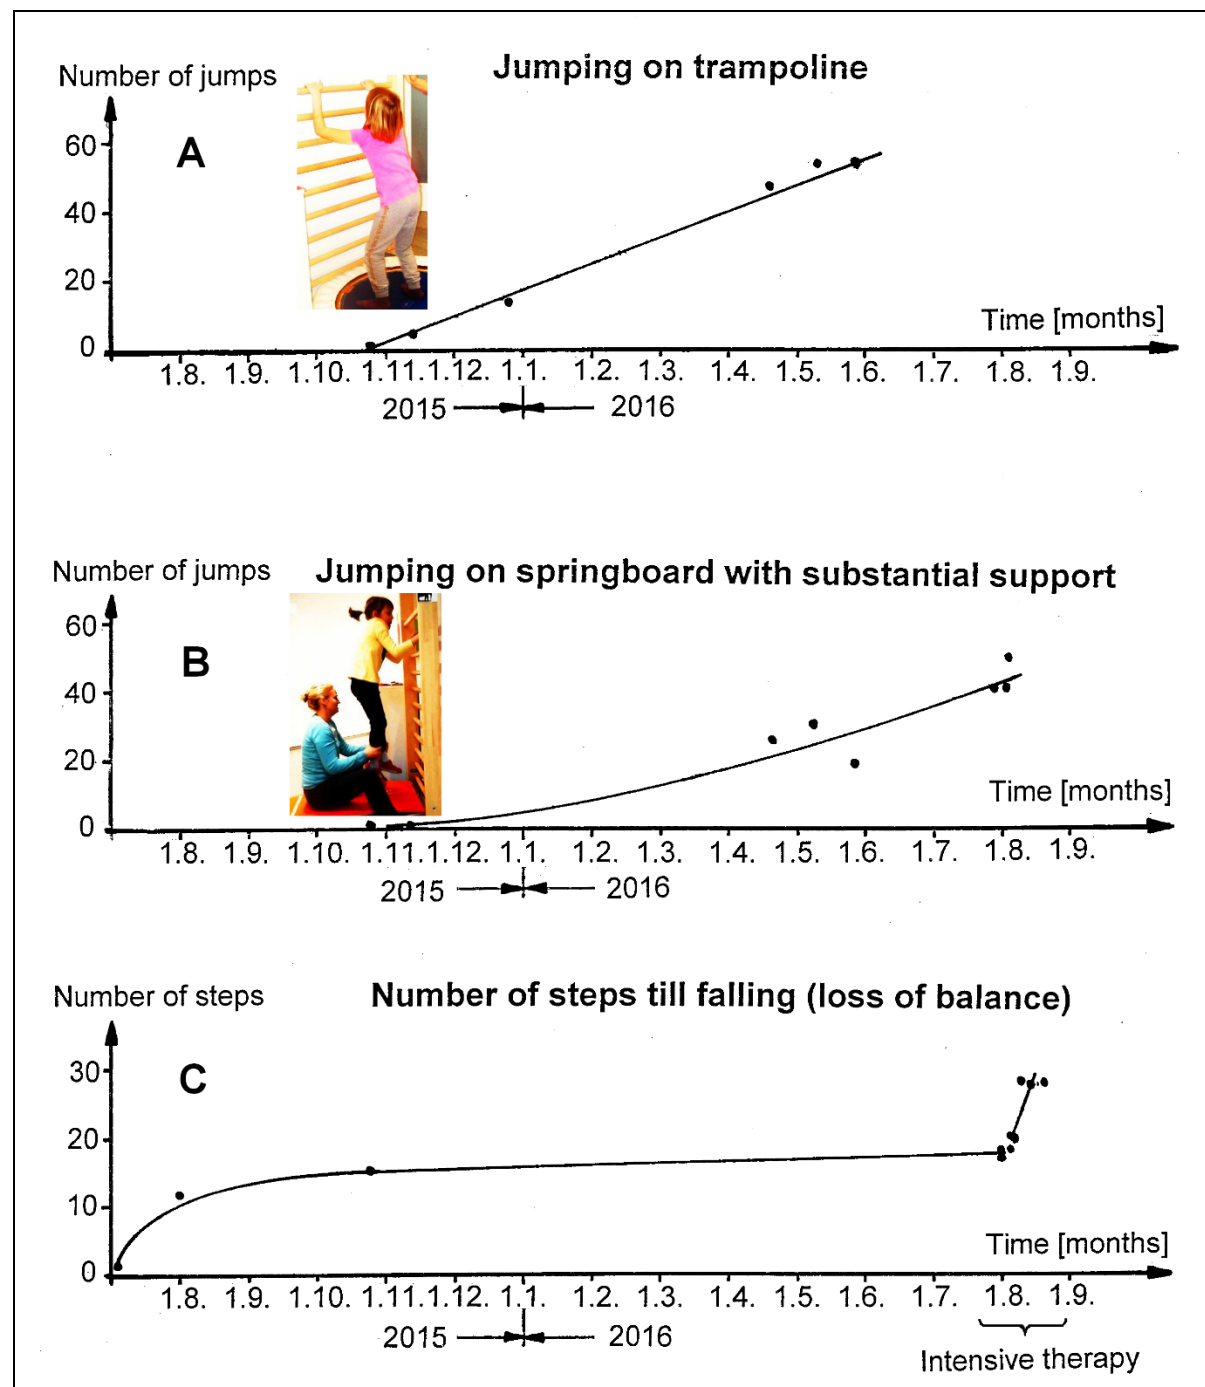 Jumping on trampoline
Number of jumps
A
60
40
20
0
Time [months]
1.8. 1.9. 1.10. 1.11.1.12. 1.1. 1.2. 1.3. 1.4. 1.5. 1.6. 1.7. 1.8. 1.9.
2015 2016
Number of jumps
Jumping on springboard with substantial support
B
60
40
20
0
Time [months]
1.8. 1.9. 1.10. 1.11.1.12. 1.1. 1.2. 1.3. 1.4. 1.5. 1.6. 1.7. 1.8. 1.9.
2015 2016
Number of steps
Number of steps till falling (loss of balance)
C
30
20
10
0
Time [months]
1.8. 1.9. 1.10. 1.11.1.12. 1.1. 1.2. 1.3. 1.4. 1.5. 1.6. 1.7. 1.8. 1.9.
2015 2016
Intensive therapy